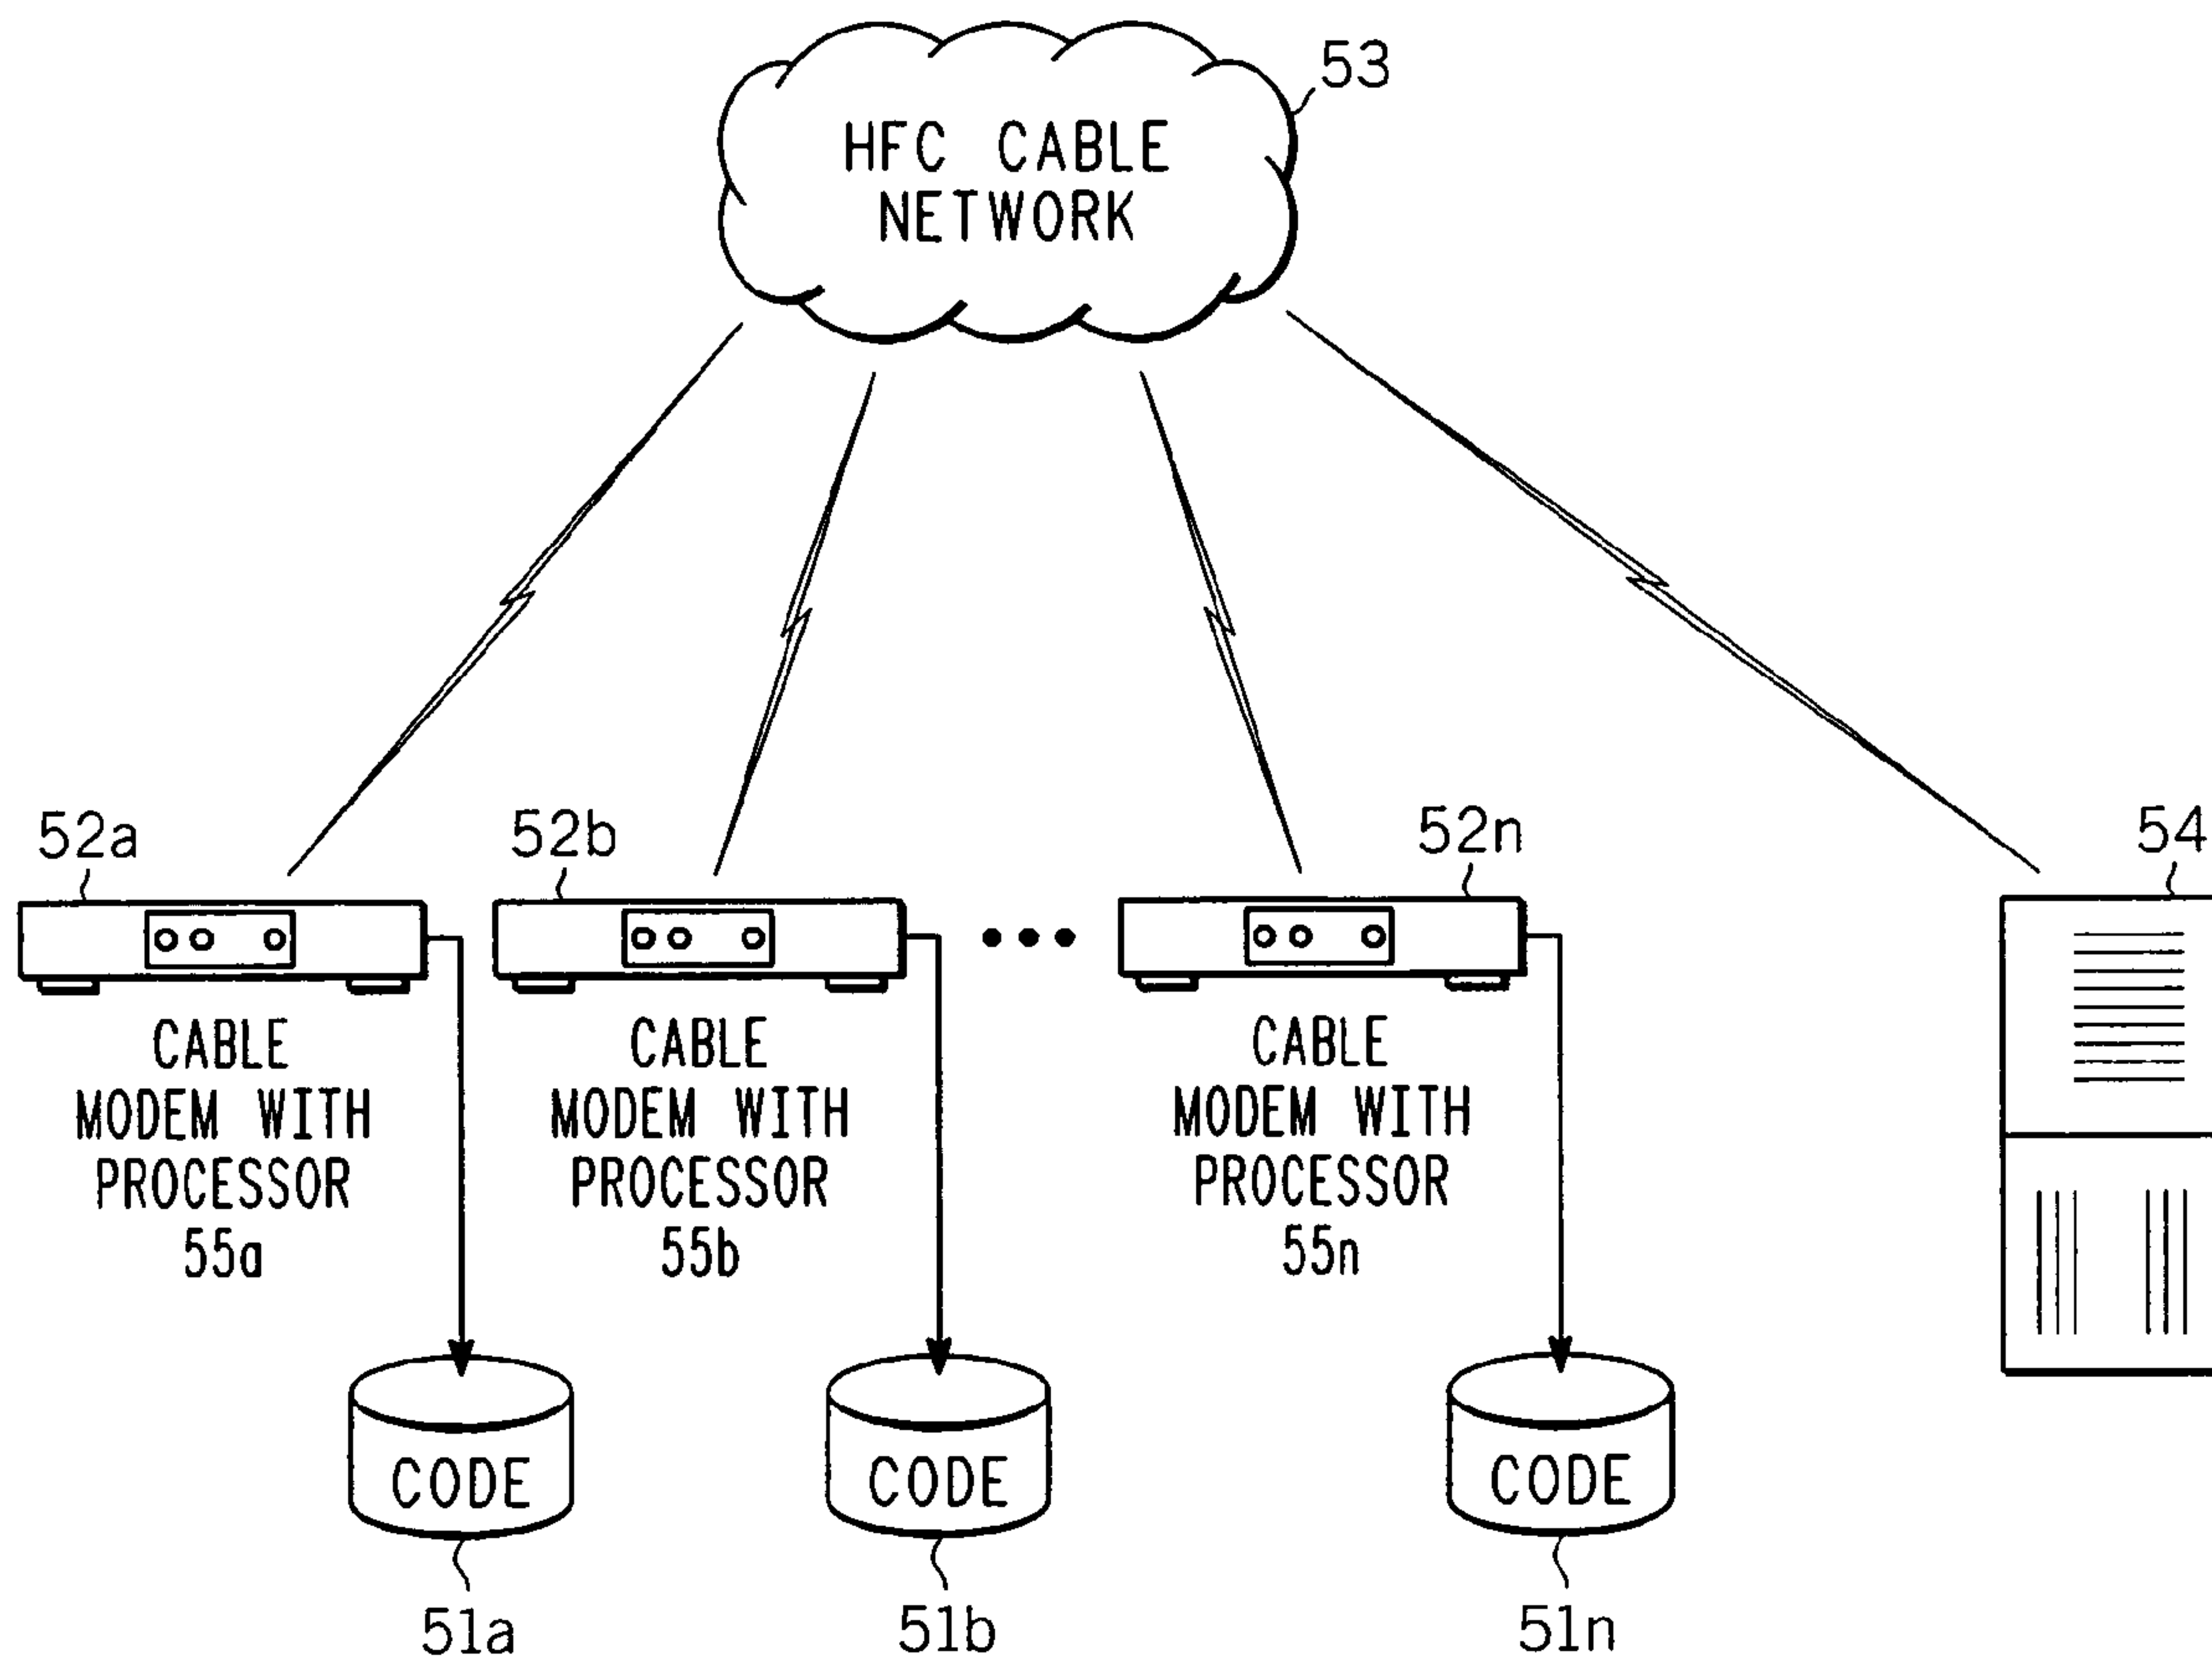 53
HFC CABLE
NETWORK
52a
52b
52n
54
CABLE
MODEM WITH
PROCESSOR
55a
CABLE
MODEM WITH
PROCESSOR
55b
CABLE
MODEM WITH
PROCESSOR
55n
CODE
CODE
CODE
51a
51b
51n